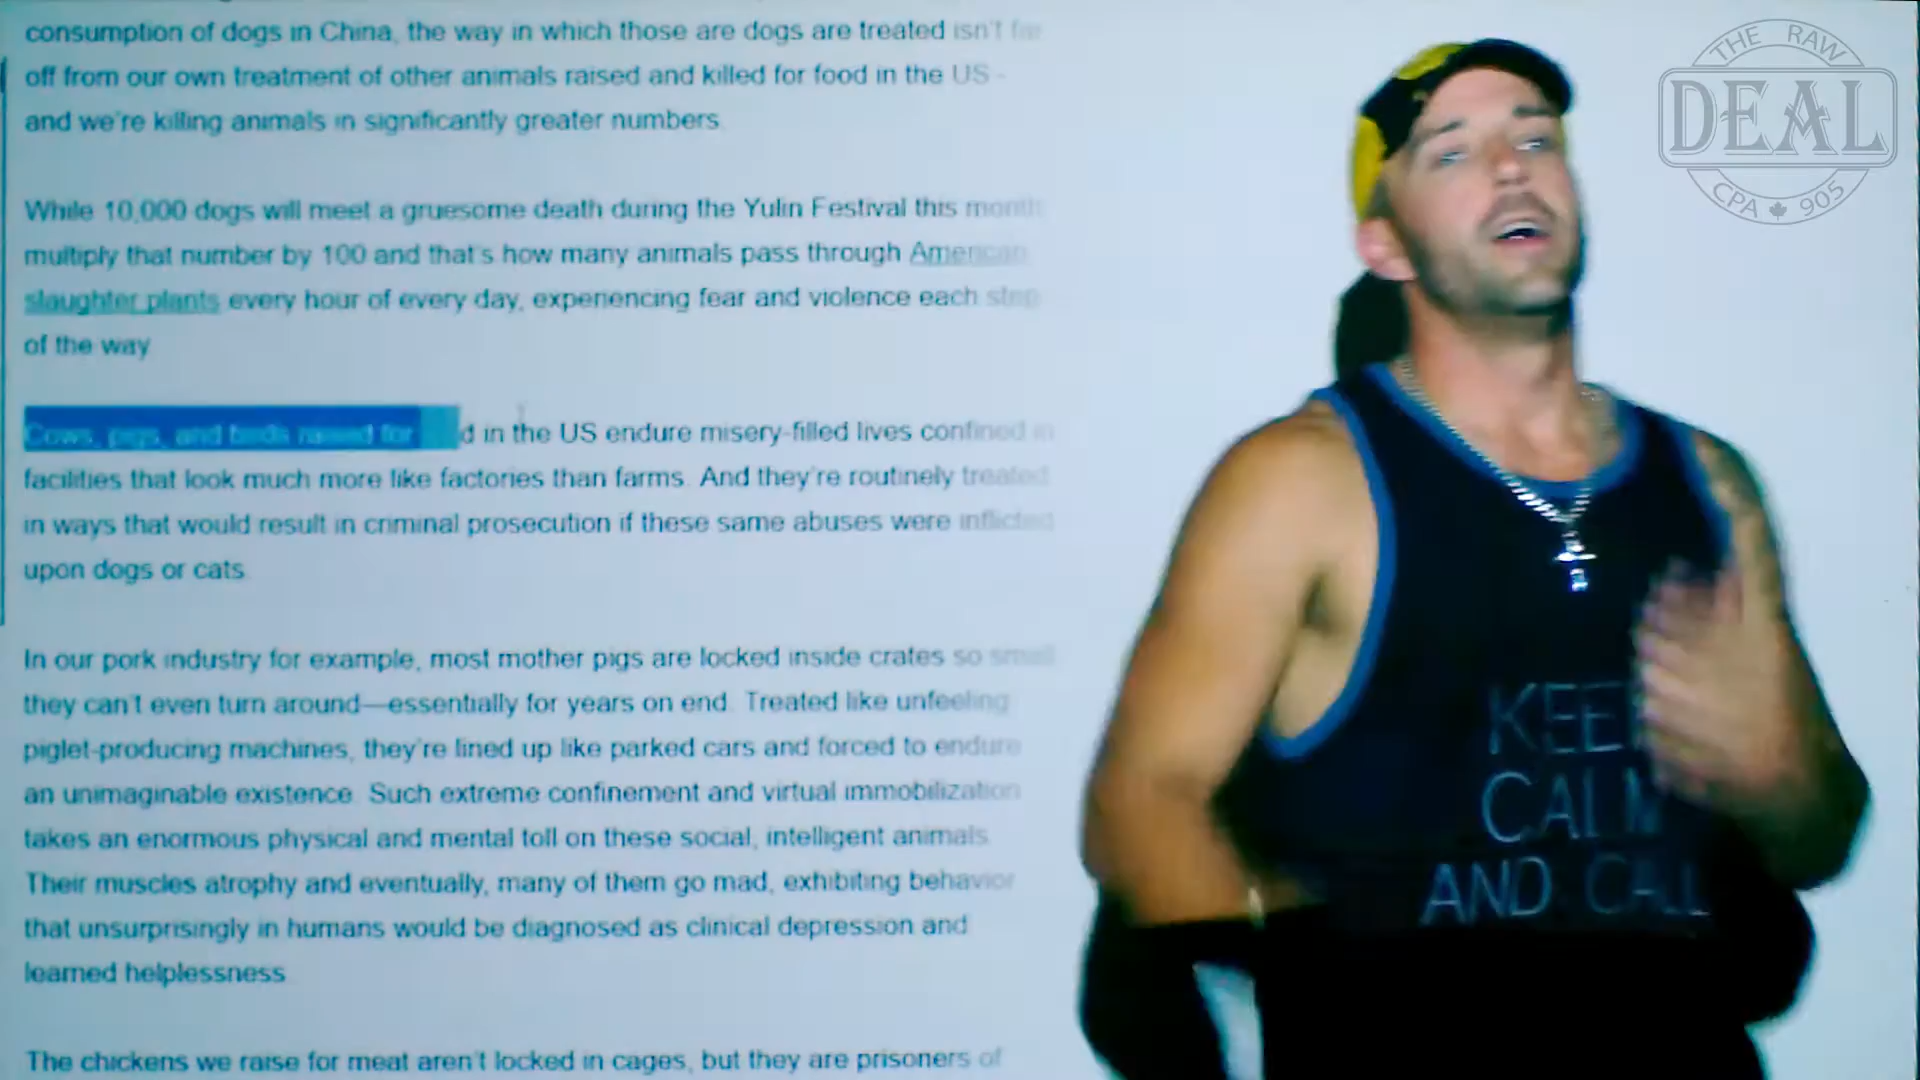 consumption of dogs in China, the way in which those are dogs are treated isn't far
off from our own treatment of other animals raised and killed for food in the US -
and we're killing animals in significantly greater numbers.
While 10,000 dogs will meet a gruesome death during the Yulin Festival this month
multiply that number by 100 and that's how many animals pass through American
slaughter plants every hour of every day, experiencing fear and violence each step
of the way
Cows, pigs, and birds raised for d in the US endure misery-filled lives confined in
facilities that look much more like factories than farms. And they're routinely treated
in ways that would result in criminal prosecution if these same abuses were inflicted
upon dogs or cats
In our pork industry for example, most mother pigs are locked inside crates so small
they can't even turn around—essentially for years on end. Treated like unfeeling
piglet-producing machines, they're lined up like parked cars and forced to endure
an unimaginable existence. Such extreme confinement and virtual immobilization
takes an enormous physical and mental toll on these social, intelligent animals.
Their muscles atrophy and eventually, many of them go mad, exhibiting behavior
that unsurprisingly in humans would be diagnosed as clinical depression and
learned helplessness
The chickens we raise for meat aren't locked in cages, but they are prisoners of
THE RAW
DEAL
CPA 905
KEE
CALM
AND CALL